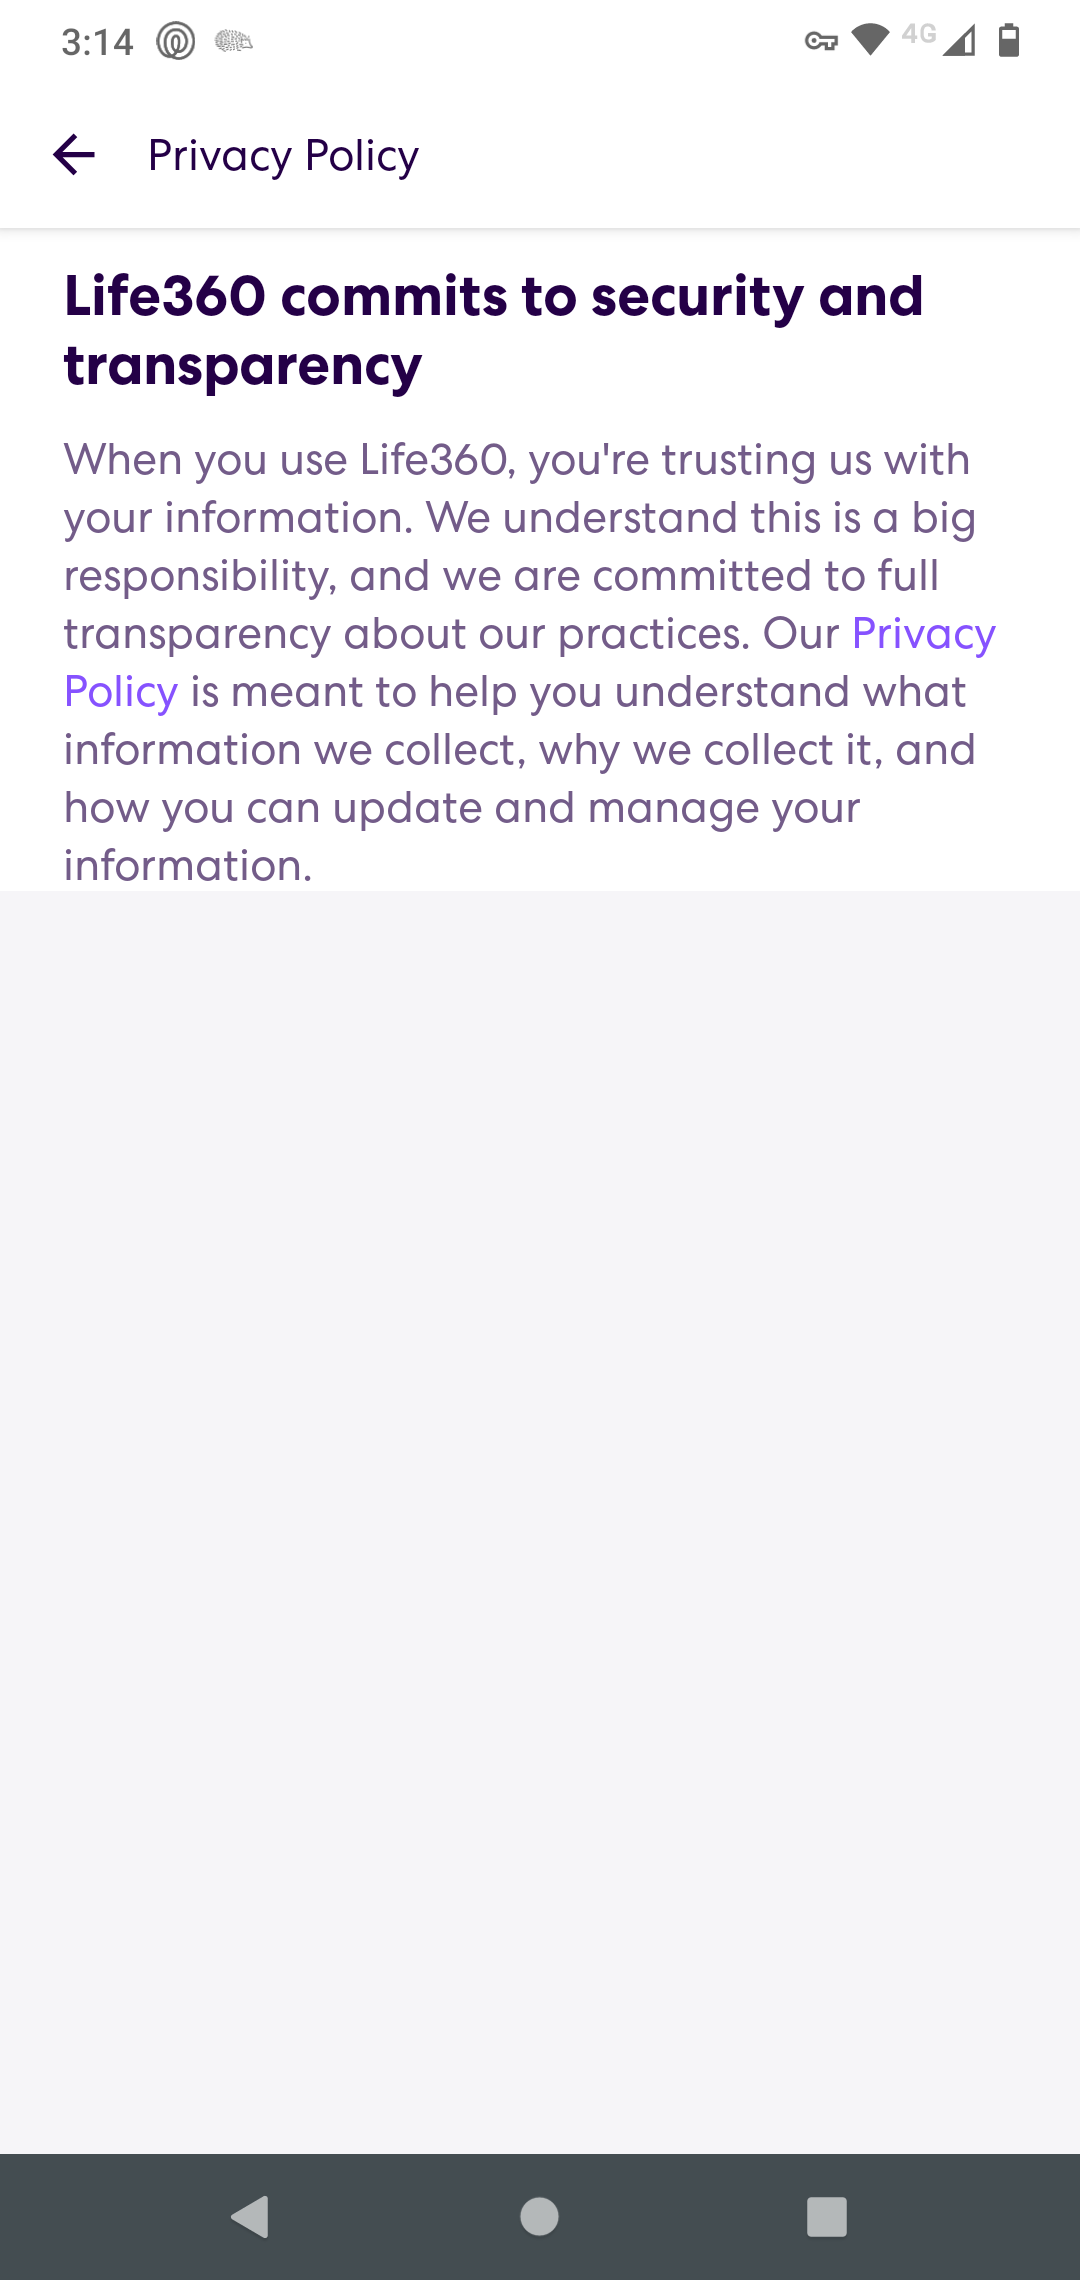 3:14
4G
Privacy Policy
Life360 commits to security and
transparency
When you use Life360, you're trusting us with
your information. We understand this is a big
responsibility, and we are committed to full
transparency about our practices. Our Privacy
Policy is meant to help you understand what
information we collect, why we collect it, and
how you can update and manage your
information.